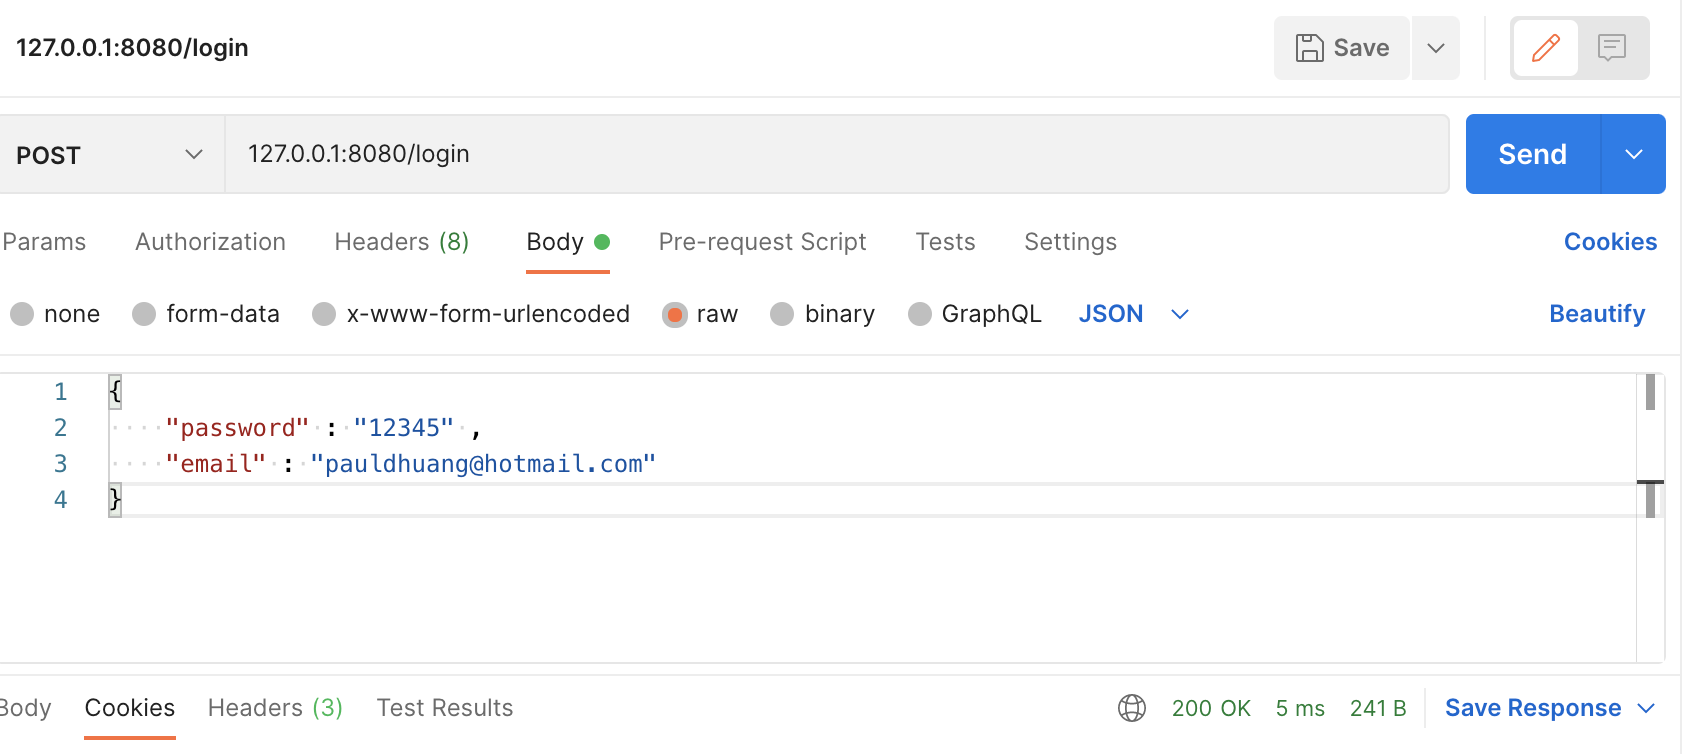 127.0.0.1:8080/login Save
POST 127.0.0.1:8080/login Send
Params Authorization Headers (8) Body Pre-request Script Tests Settings Cookies
none form-data x-www-form-urlencoded raw binary GraphQL JSON Beautify
1 {
2 "password" : "12345" ,
3 "email" : "pauldhuang@hotmail.com"
4 }
Body Cookies Headers (3) Test Results 200 OK 5 ms 241 B Save Response